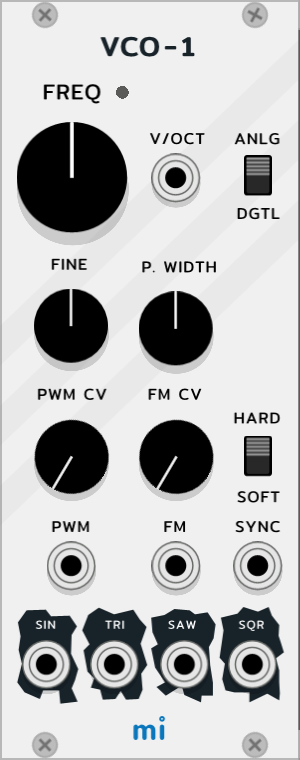 VCO-1
FREQ
V/OCT
ANLG
DGTL
FINE
P. WIDTH
PWM CV
FM CV
HARD
SOFT
PWM
FM
SYNC
SIN
TRI
SAW
SQR
mi